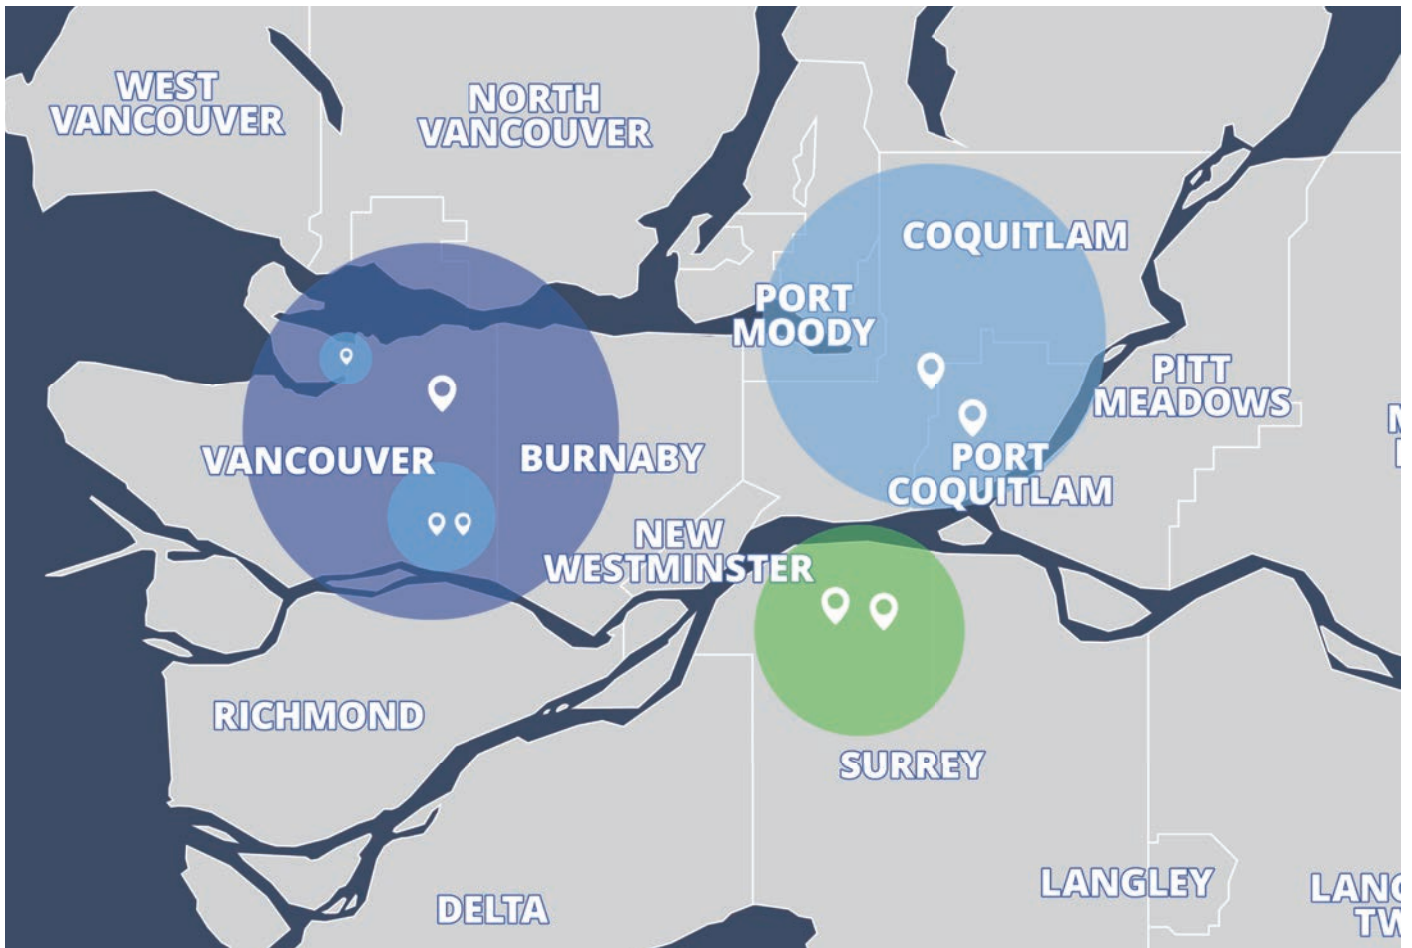 WEST
VANCOUVER
NORTH
VANCOUVER
COQUITLAM
PORT
MOODY
PITT
MEADOWS
VANCOUVER
BURNABY
PORT
COQUITLAM
NEW
WESTMINSTER
RICHMOND
SURREY
LANGLEY
DELTA